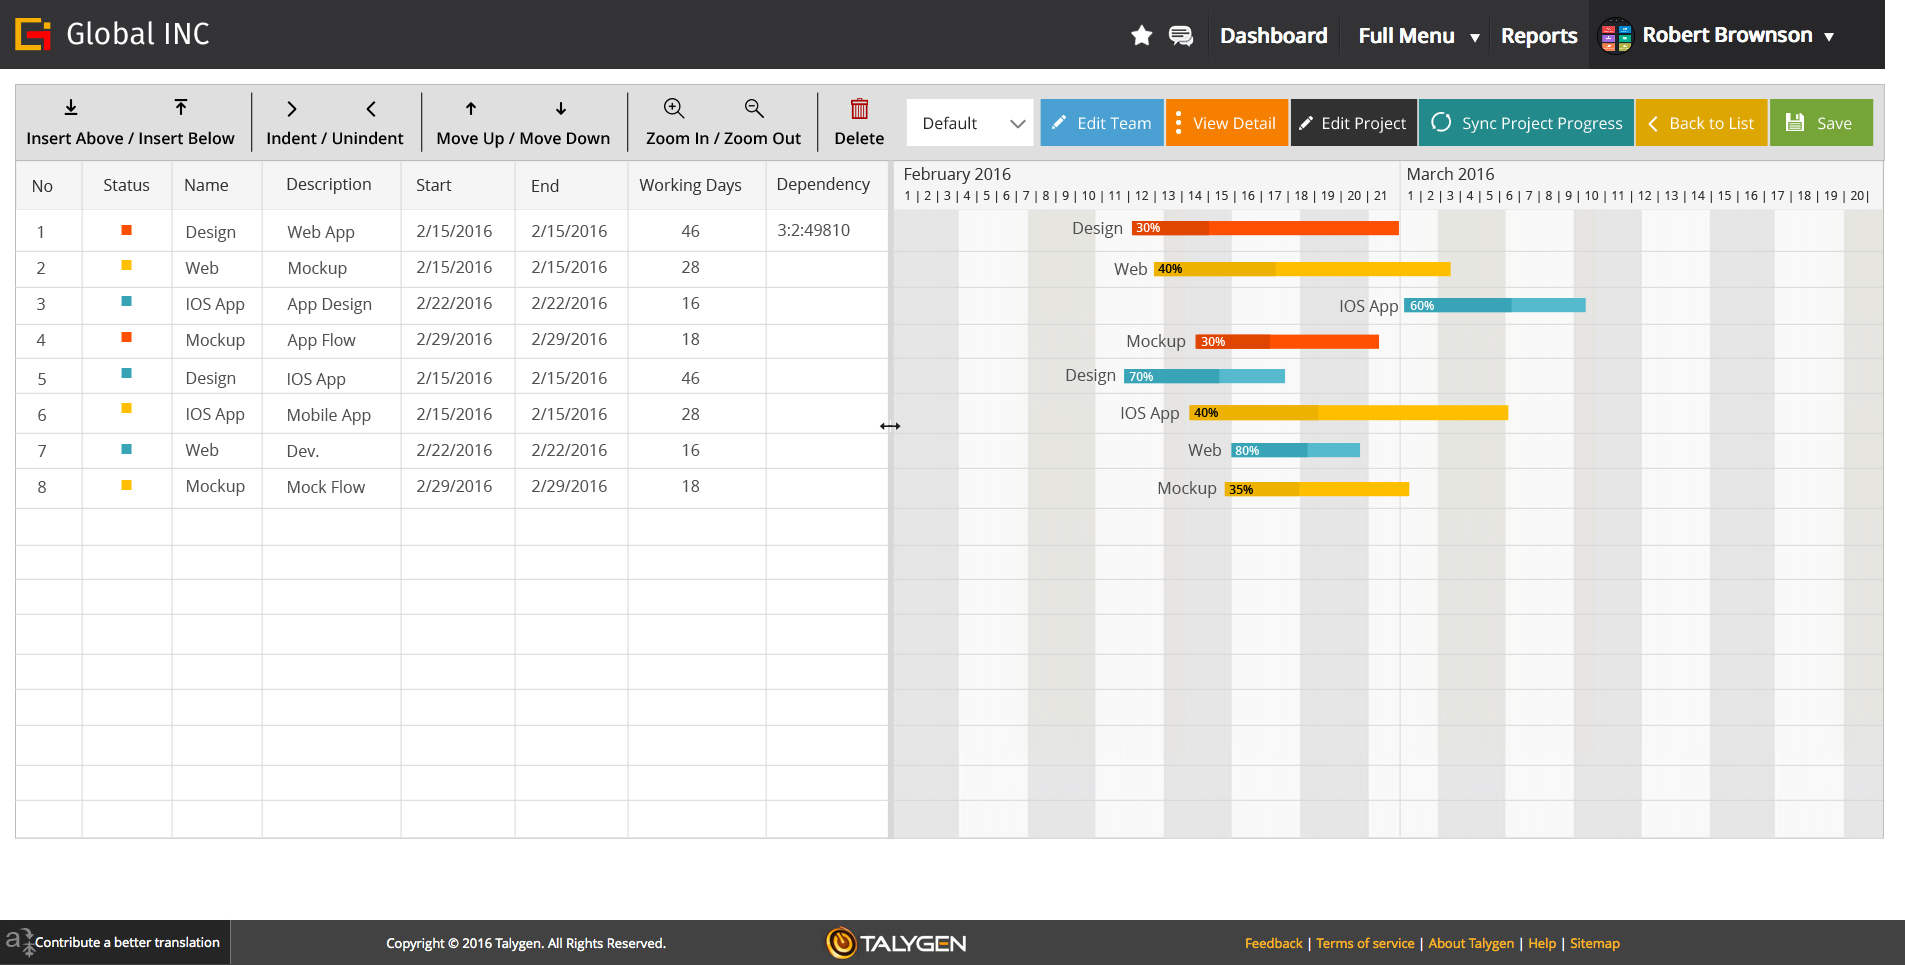 Global INC
Dashboard Full Menu Reports Robert Brownson
Insert Above / Insert Below Indent / Unindent Move Up / Move Down Zoom In / Zoom Out Delete Default Edit Team View Detail Edit Project Sync Project Progress Back to List Save
No Status Name Description Start End Working Days Dependency
February 2016 March 2016
1 | 2 | 3 | 4 | 5 | 6 | 7 | 8 | 9 | 10 | 11 | 12 | 13 | 14 | 15 | 16 | 17 | 18 | 19 | 20 | 21 1 | 2 | 3 | 4 | 5 | 6 | 7 | 8 | 9 | 10 | 11 | 12 | 13 | 14 | 15 | 16 | 17 | 18 | 19 | 20|
1 Design Web App 2/15/2016 2/15/2016 46 3:2:49810 Design 30%
2 Web Mockup 2/15/2016 2/15/2016 28 Web 40%
3 IOS App App Design 2/22/2016 2/22/2016 16 IOS App 60%
4 Mockup App Flow 2/29/2016 2/29/2016 18 Mockup 30%
5 Design IOS App 2/15/2016 2/15/2016 46 Design 70%
6 IOS App Mobile App 2/15/2016 2/15/2016 28 IOS App 40%
7 Web Dev. 2/22/2016 2/22/2016 16 Web 80%
8 Mockup Mock Flow 2/29/2016 2/29/2016 18 Mockup 35%
Contribute a better translation Copyright © 2016 Talygen. All Rights Reserved. TALYGEN Feedback | Terms of service | About Talygen | Help | Sitemap